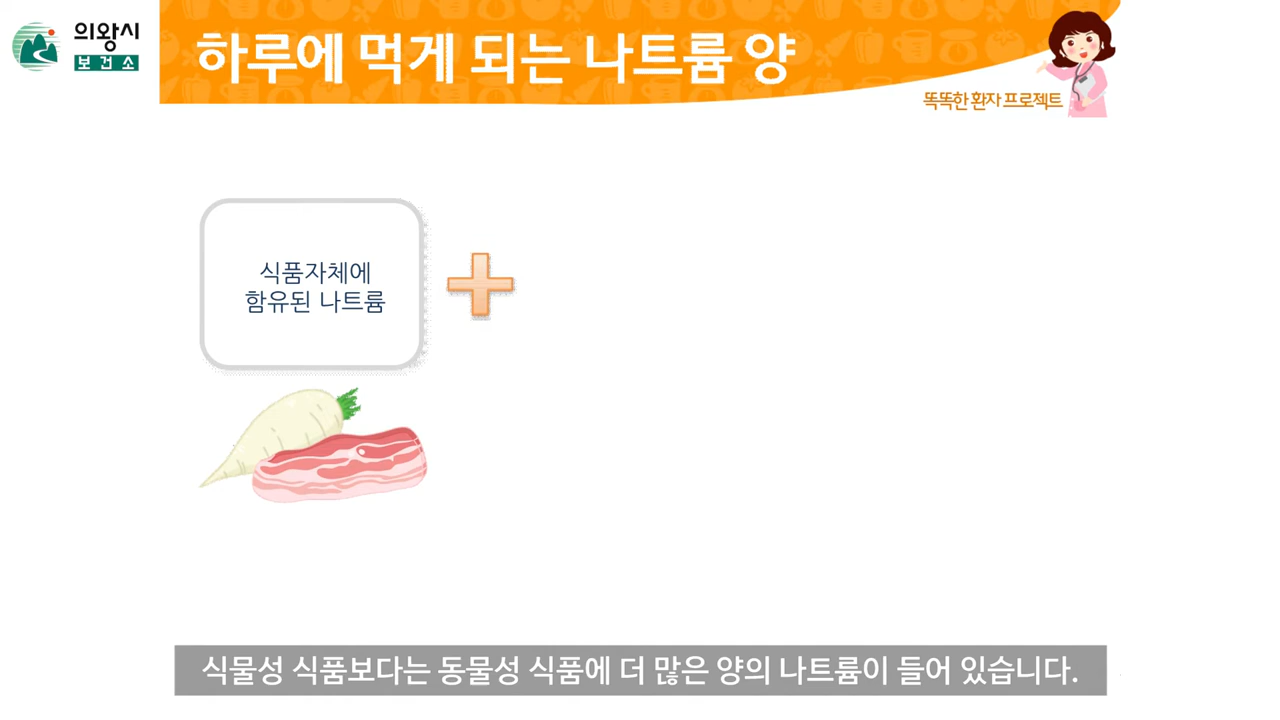 의왕시
보건소
하루에 먹게 되는 나트륨 양
똑똑한 환자 프로젝트
식품자체에
함유된 나트륨
식물성 식품보다는 동물성 식품에 더 많은 양의 나트륨이 들어 있습니다.